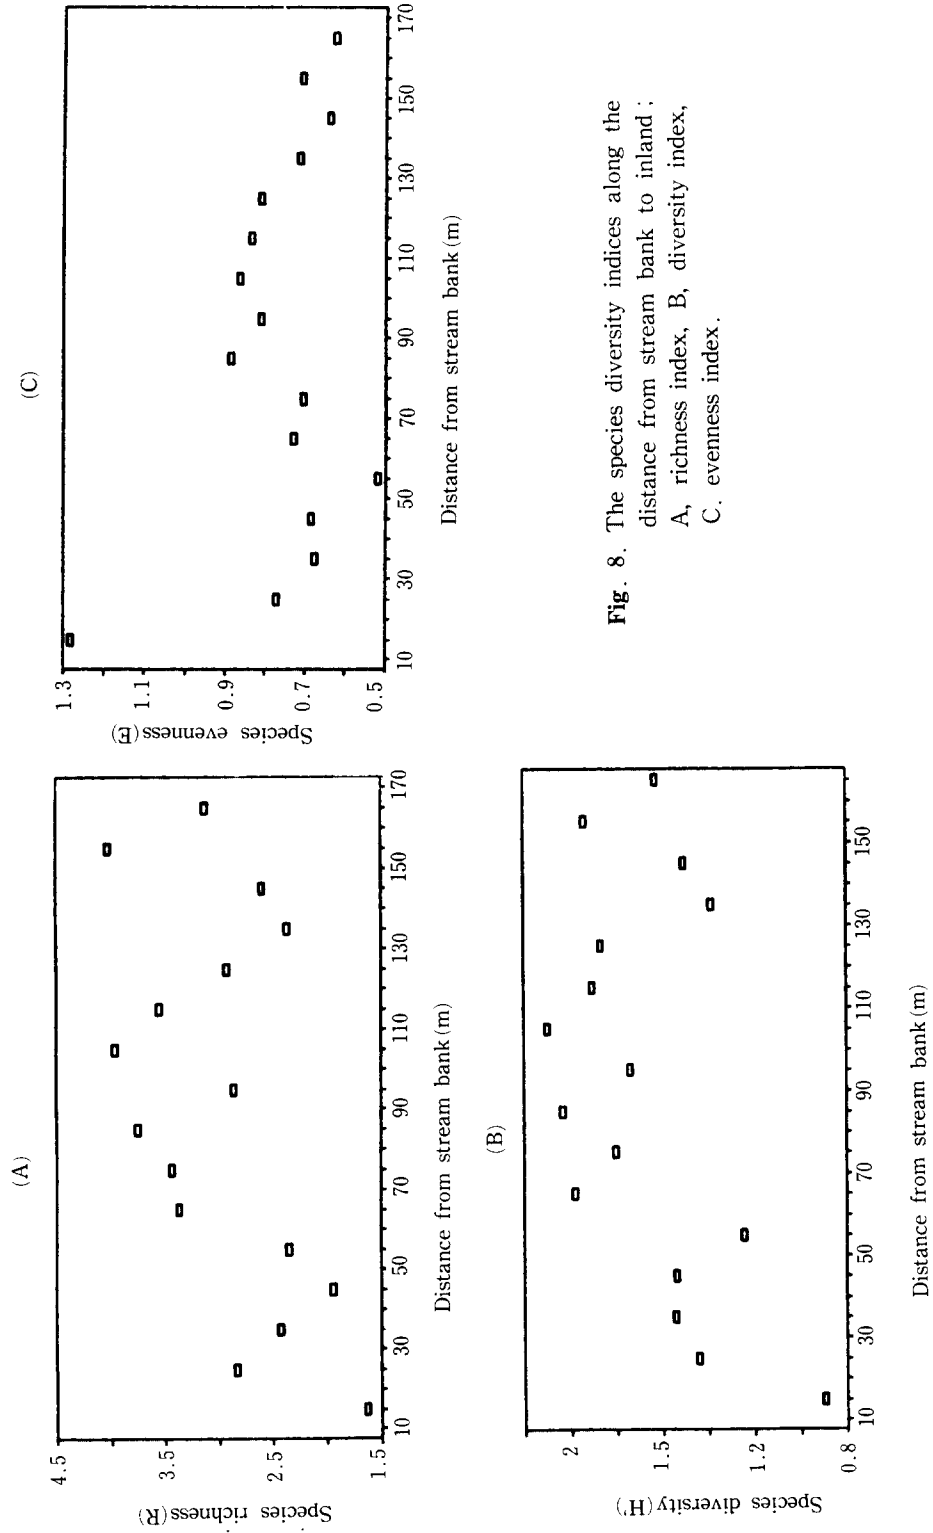 (A)
Species richness(R)
4.5
3.5
2.5
1.5
10 30 50 70 90 110 130 150 170
Distance from stream bank(m)
(B)
Species diversity(H')
2
1.5
1.2
0.8
10 30 50 70 90 110 130 150
Distance from stream bank(m)
(C)
Species evenness(E)
1.3
1.1
0.9
0.7
0.5
10 30 50 70 90 110 130 150 170
Distance from stream bank(m)
Fig. 8. The species diversity indices along the
distance from stream bank to inland ;
A, richness index, B, diversity index,
C. evenness index.